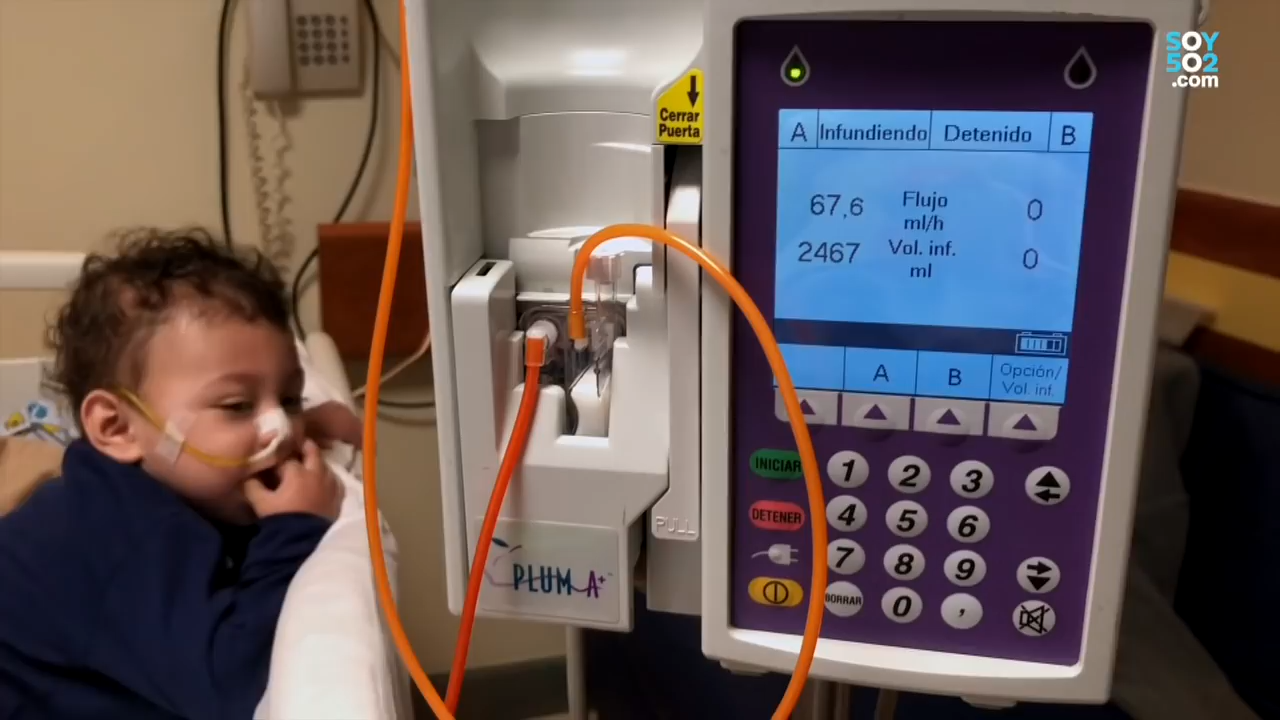 SOY
502
.com
Cerrar
Puerta
A Infundiendo Detenido B
67,6 Flujo 0
ml/h
2467 Vol. inf. 0
ml
A B Opción/
Vol. inf.
INICIAR 1 2 3
DETENER 4 5 6
7 8 9
BORRAR 0 ,
PULL
PLUM A+